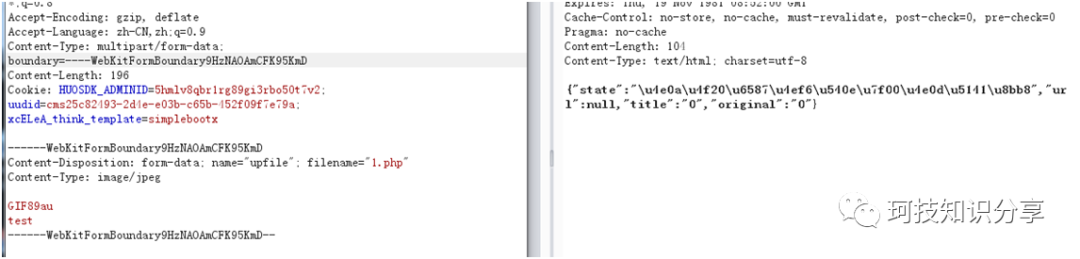 *;q=0.8
Accept-Encoding: gzip, deflate
Accept-Language: zh-CN,zh;q=0.9
Content-Type: multipart/form-data;
boundary=----WebKitFormBoundary9HzNAOAmCFK95KmD
Content-Length: 196
Cookie: HUOSDK_ADMINID=5hmlv8qbr1rg89gi3rbo50t7v2;
uudid=cms25c82493-2d4e-e03b-c65b-452f09f7e79a;
xcELeA_think_template=simplebootx
------WebKitFormBoundary9HzNAOAmCFK95KmD
Content-Disposition: form-data; name="upfile"; filename="1.php"
Content-Type: image/jpeg
GIF89au
test
------WebKitFormBoundary9HzNAOAmCFK95KmD--
Expires: Thu, 19 Nov 1981 08:52:00 GMT
Cache-Control: no-store, no-cache, must-revalidate, post-check=0, pre-check=0
Pragma: no-cache
Content-Length: 104
Content-Type: text/html; charset=utf-8
{"state":"\u4e0a\u4f20\u6587\u4ef6\u540e\u7f00\u4e0d\u5141\u8bb8","ur
l":null,"title":"0","original":"0"}
珂技知识分享